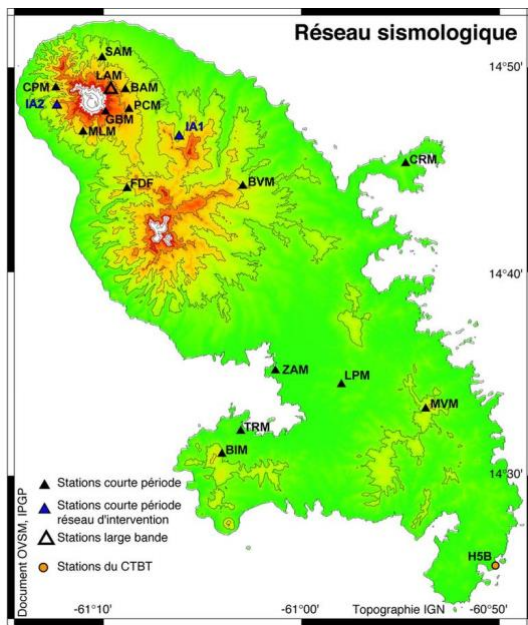 Réseau sismologique
SAM
14°50'
LAM
CPM
BAM
IA2
PCM
GBM
IA1
MLM
CRM
FDF
BVM
14°40'
ZAM
LPM
MVM
TRM
BIM
14°30'
Stations courte période
Stations courte période
réseau d'intervention
Stations large bande
Stations du CTBT
H5B
Document OVSM, IPGP
-61°10'
-61°00'
Topographie IGN
-60°50'